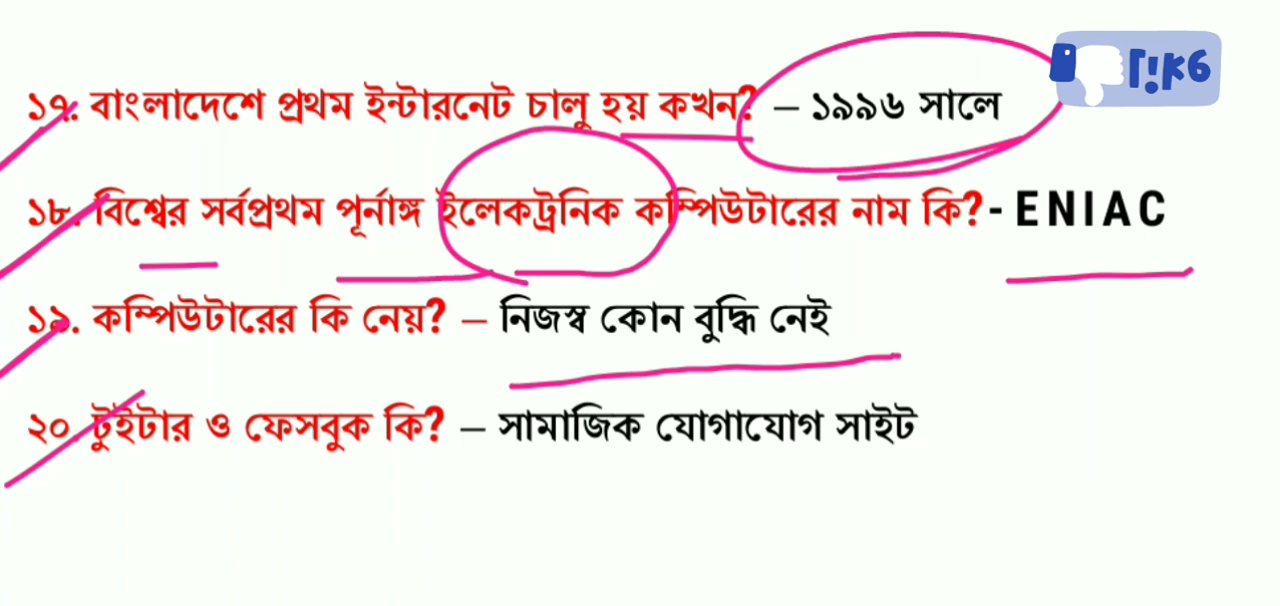 ১৭. বাংলাদেশে প্রথম ইন্টারনেট চালু হয় কখন? – ১৯৯৬ সালে
১৮. বিশ্বের সর্বপ্রথম পূর্নাঙ্গ ইলেকট্রনিক কম্পিউটারের নাম কি?- ENIAC
১৯. কম্পিউটারের কি নেয়? – নিজস্ব কোন বুদ্ধি নেই
২০. টুইটার ও ফেসবুক কি? – সামাজিক যোগাযোগ সাইট